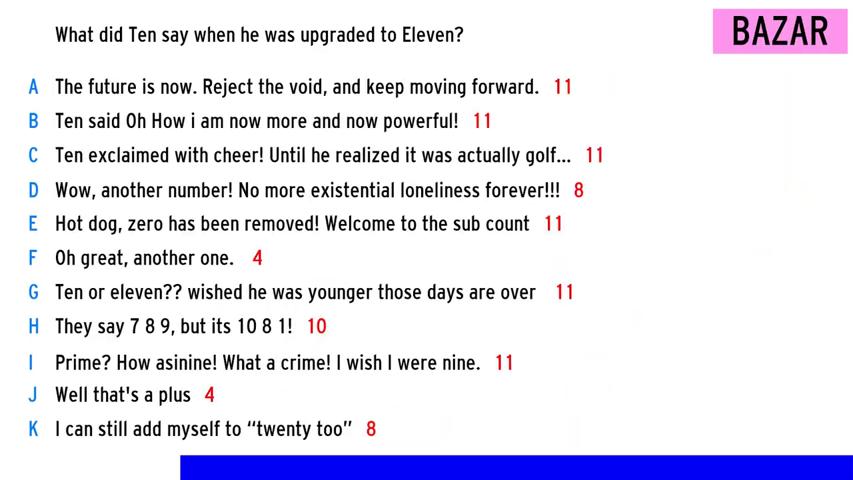 What did Ten say when he was upgraded to Eleven?
BAZAR
A The future is now. Reject the void, and keep moving forward. 11
B Ten said Oh How i am now more and now powerful! 11
C Ten exclaimed with cheer! Until he realized it was actually golf... 11
D Wow, another number! No more existential loneliness forever!!! 8
E Hot dog, zero has been removed! Welcome to the sub count 11
F Oh great, another one. 4
G Ten or eleven?? wished he was younger those days are over 11
H They say 7 8 9, but its 10 8 1! 10
I Prime? How asinine! What a crime! I wish I were nine. 11
J Well that's a plus 4
K I can still add myself to “twenty too” 8